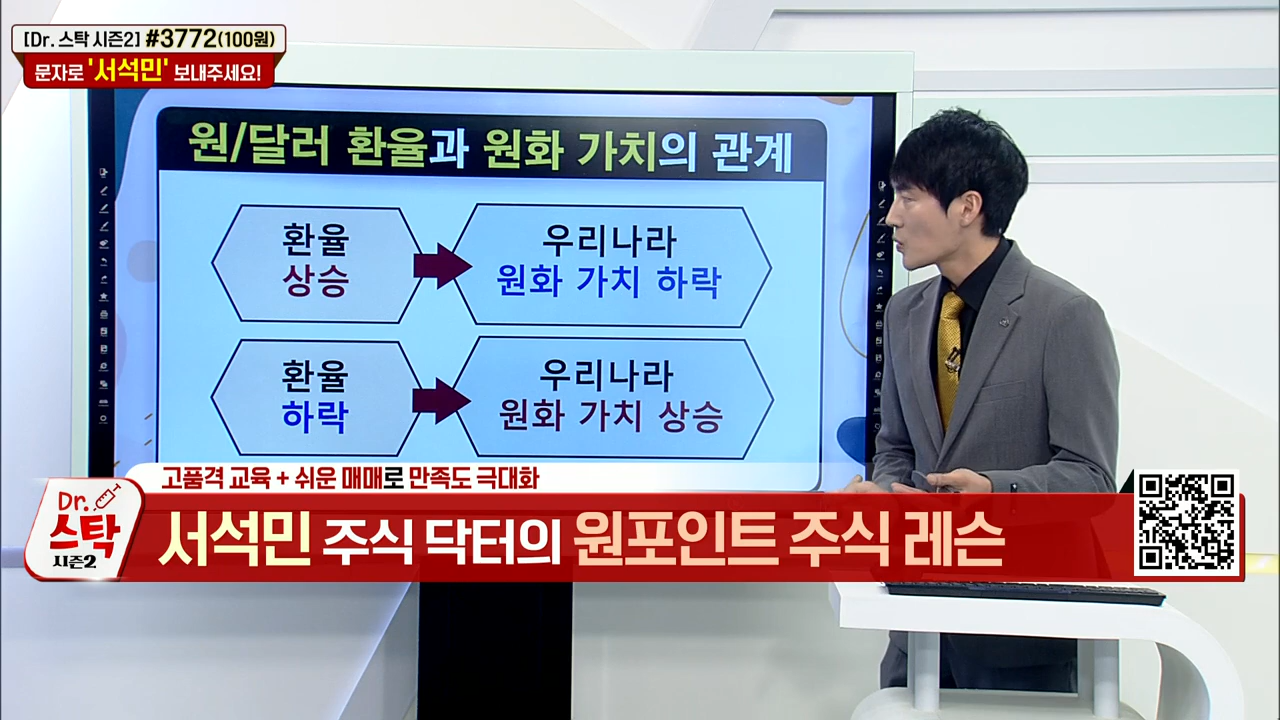 [Dr. 스탁 시즌2] #3772(100원)
문자로 '서석민' 보내주세요!
원/달러 환율과 원화 가치의 관계
환율
상승
우리나라
원화 가치 하락
환율
하락
우리나라
원화 가치 상승
고품격 교육 + 쉬운 매매로 만족도 극대화
Dr.
스탁
시즌2
서석민 주식 닥터의 원포인트 주식 레슨